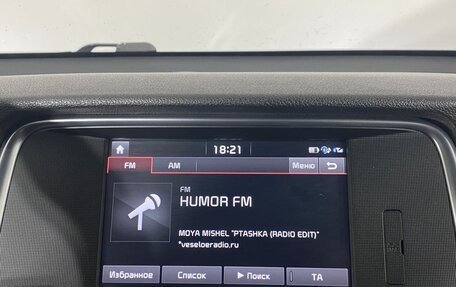 18:21
FM AM Меню
FM
HUMOR FM
MOYA MISHEL "PTASHKA (RADIO EDIT)"
*veseloeradio.ru
Избранное Список Поиск TA